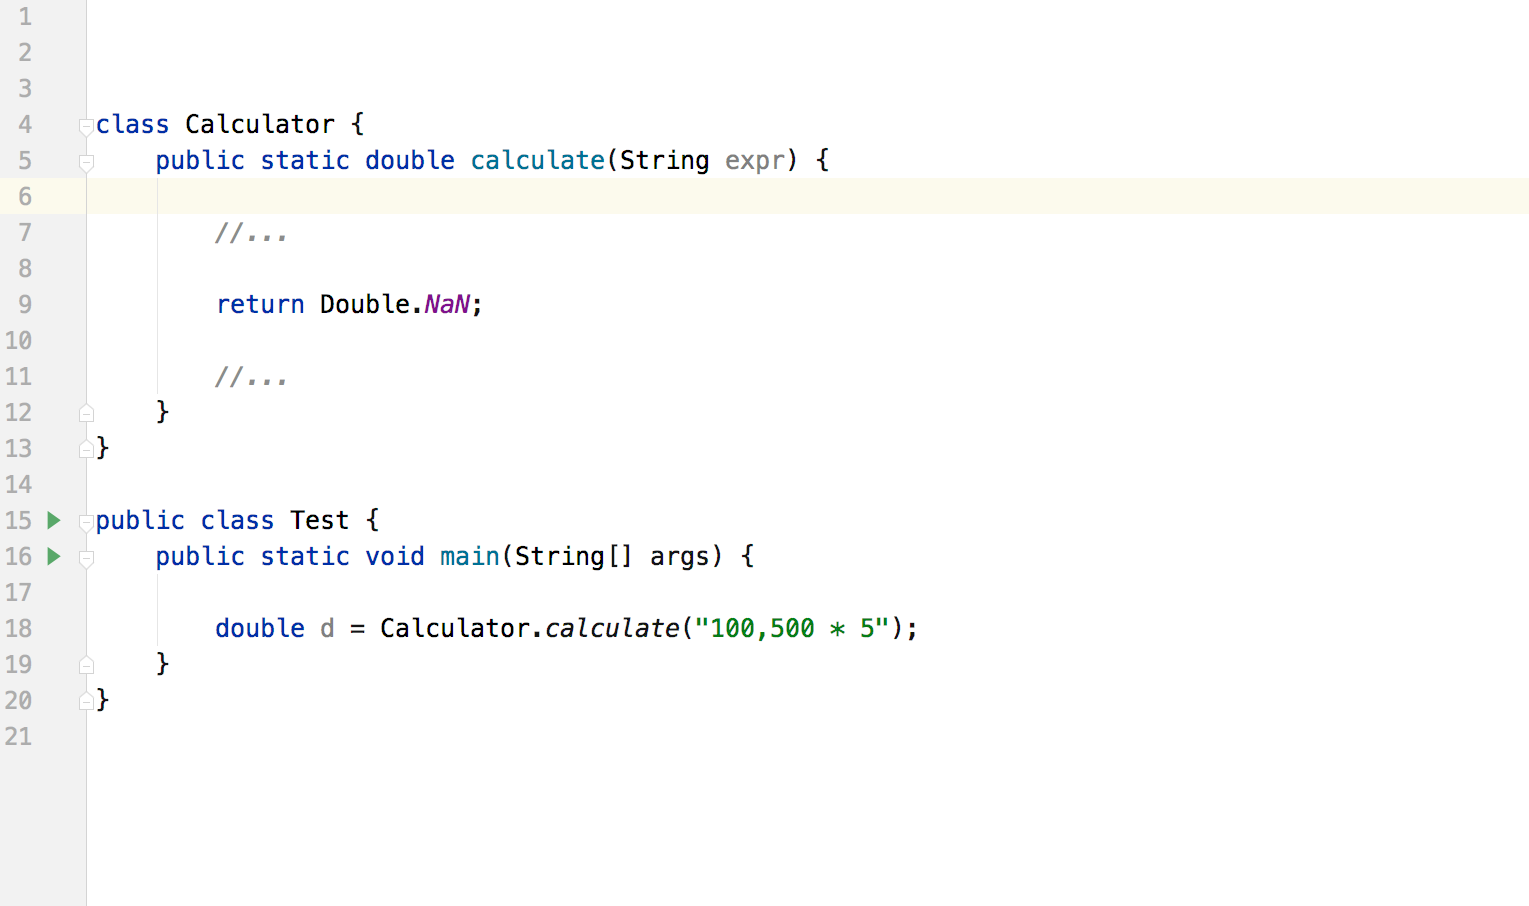 1
2
3
4 class Calculator {
5 public static double calculate(String expr) {
6
7 //...
8
9 return Double.NaN;
10
11 //...
12 }
13 }
14
15 public class Test {
16 public static void main(String[] args) {
17
18 double d = Calculator.calculate("100,500 * 5");
19 }
20 }
21